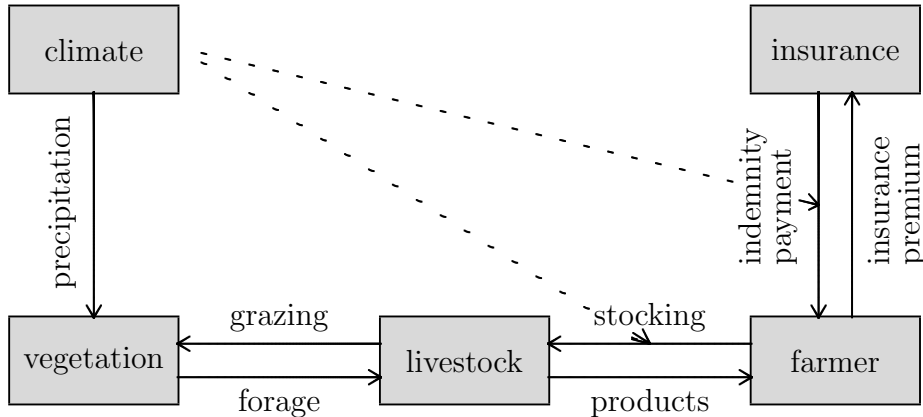 climate
insurance
precipitation
indemnity
payment
insurance
premium
grazing
stocking
vegetation
livestock
farmer
forage
products